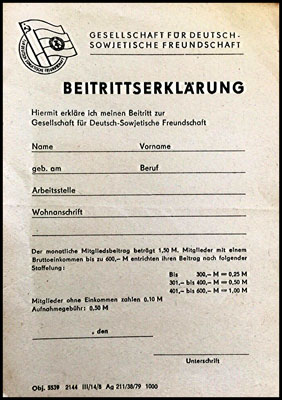 GESELLSCHAFT FÜR DEUTSCH-
SOWJETISCHE FREUNDSCHAFT
BEITRITTSERKLÄRUNG
Hiermit erkläre ich meinen Beitritt zur
Gesellschaft für Deutsch-Sowjetische Freundschaft
Name Vorname
geb. am Beruf
Arbeitsstelle
Wohnanschrift
Der monatliche Mitgliedsbeitrag beträgt 1,50 M. Mitglieder mit einem
Bruttoeinkommen bis zu 600,– M entrichten ihren Beitrag nach folgender
Staffelung:
Bis 300,– M = 0,25 M
301,– bis 400,– M = 0,50 M
401,– bis 600,– M = 1,00 M
Mitglieder ohne Einkommen zahlen 0,10 M
Aufnahmegebühr: 0,50 M
, den
Unterschrift
Obj. 5539 2144 III/14/8 Ag 211/38/79 1000